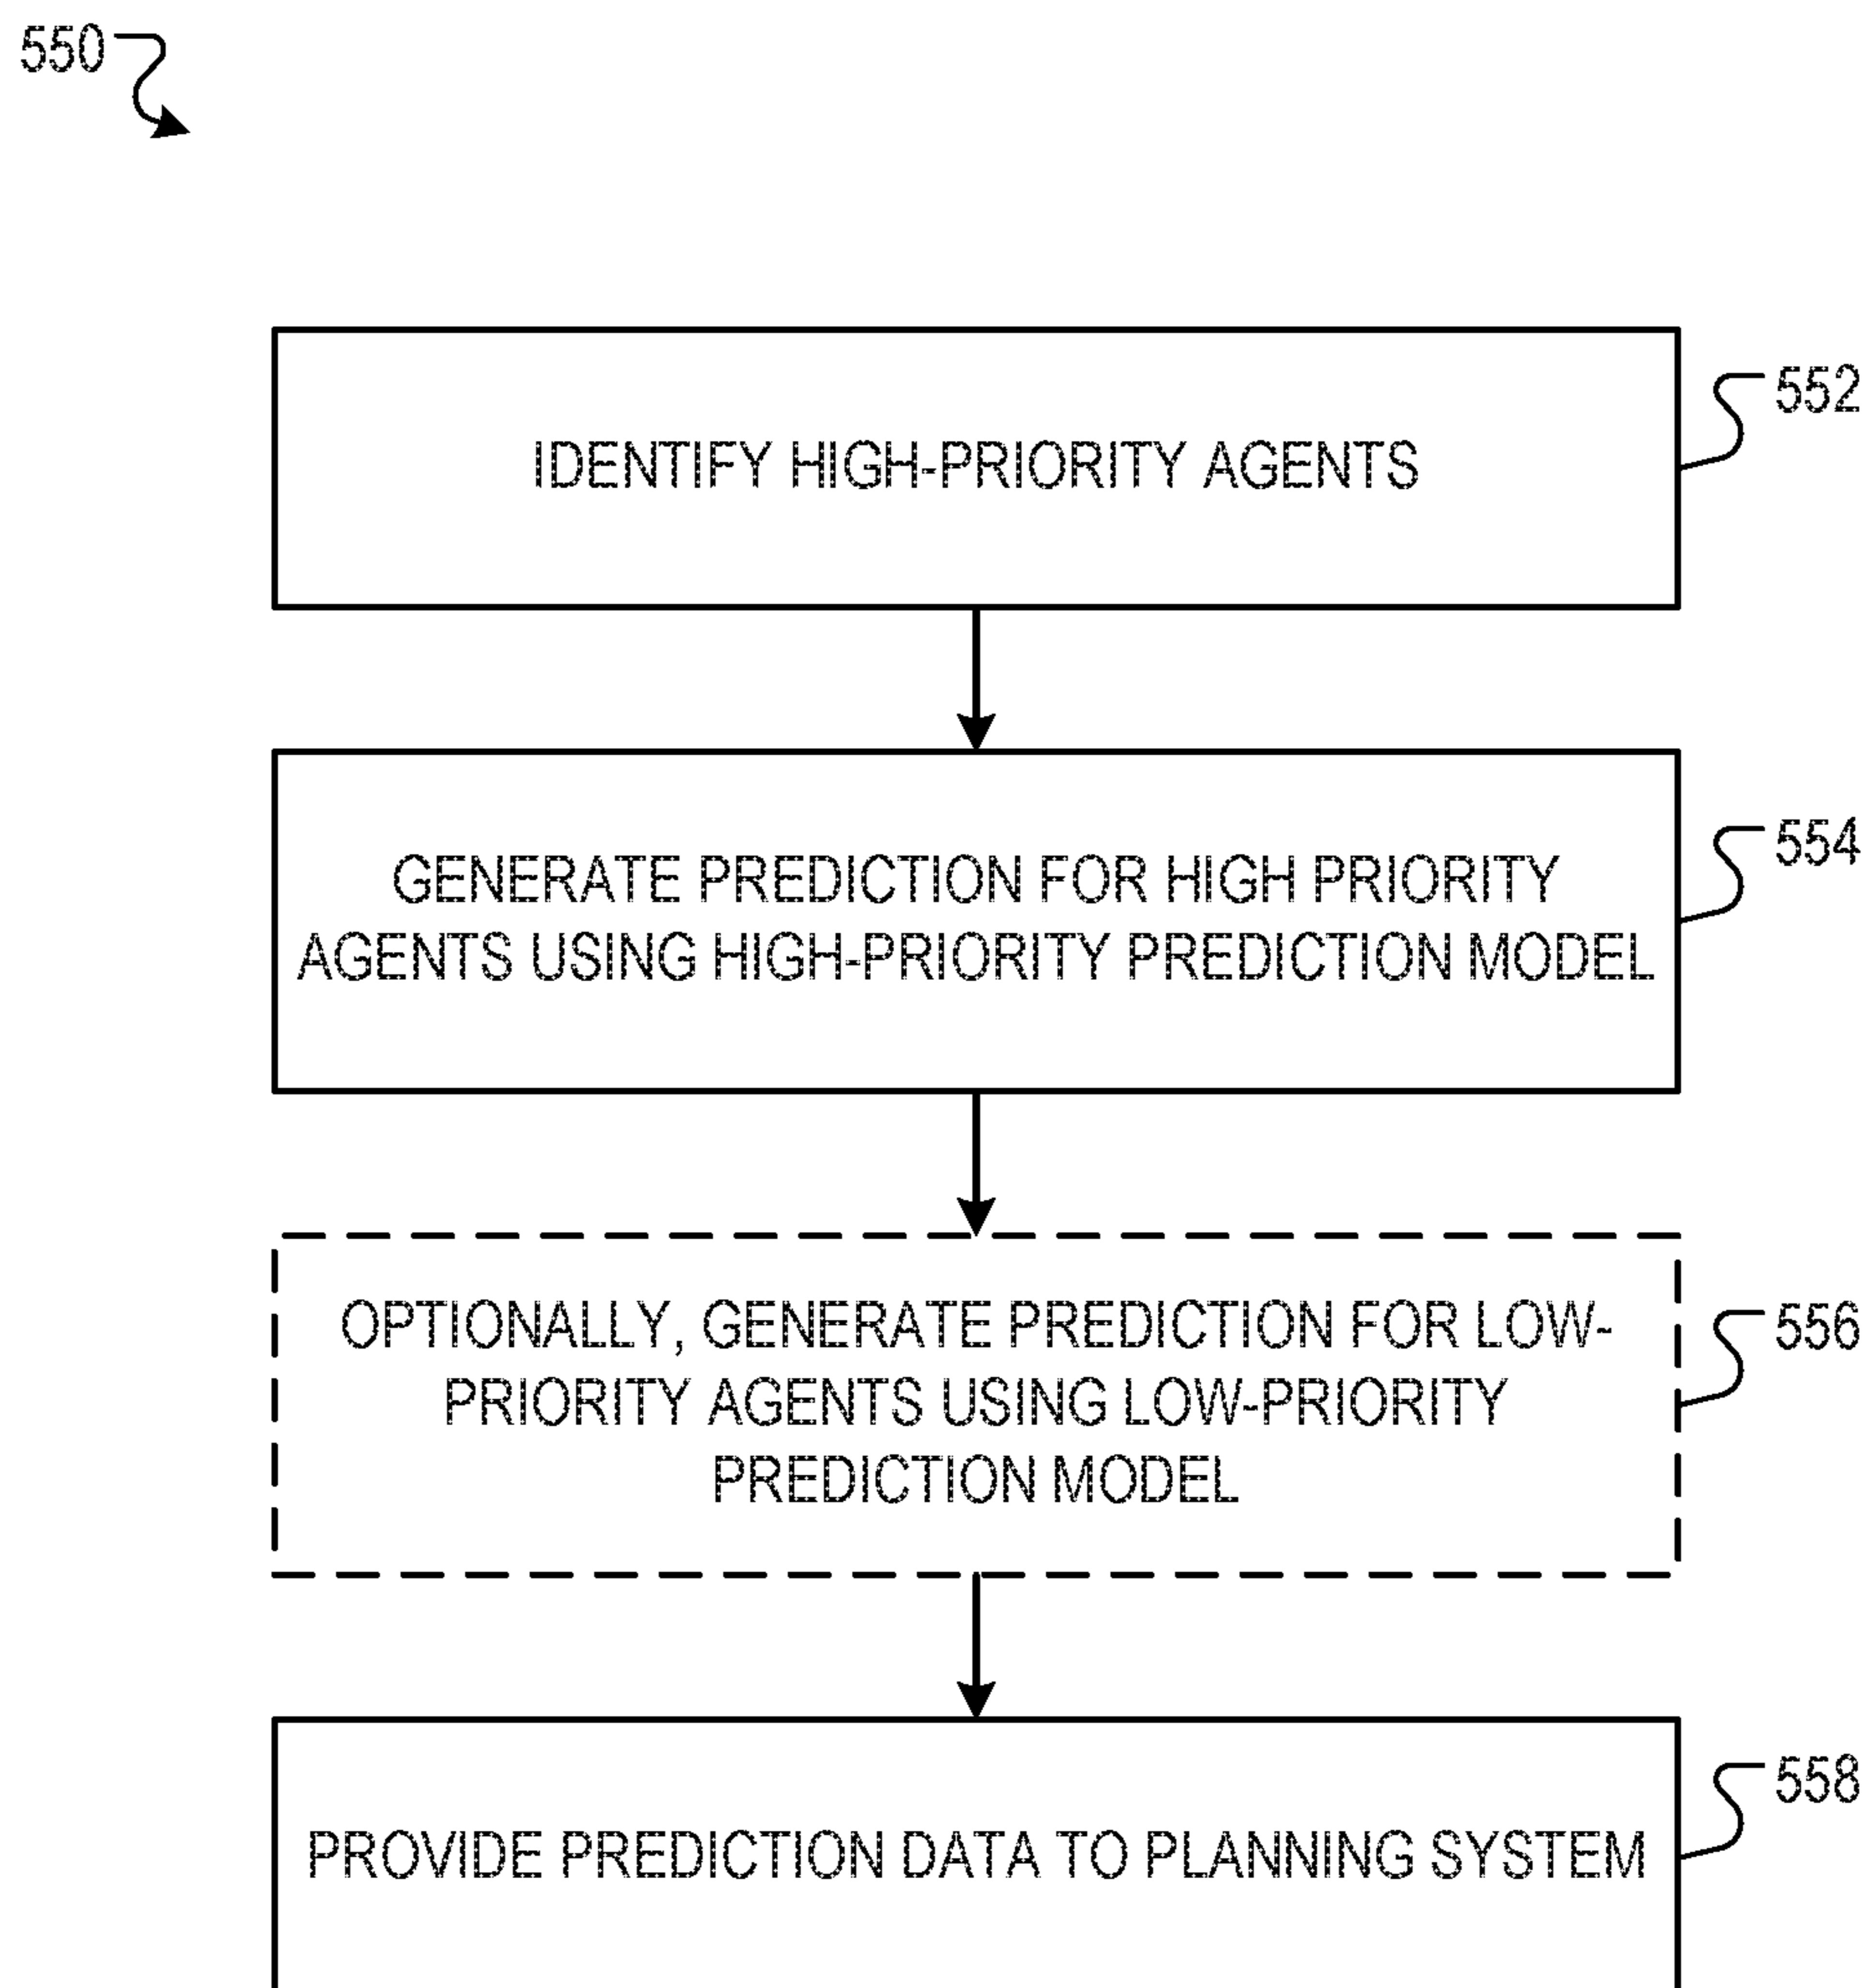 550
IDENTIFY HIGH-PRIORITY AGENTS
552
GENERATE PREDICTION FOR HIGH PRIORITY
AGENTS USING HIGH-PRIORITY PREDICTION MODEL
554
OPTIONALLY, GENERATE PREDICTION FOR LOW-
PRIORITY AGENTS USING LOW-PRIORITY
PREDICTION MODEL
556
PROVIDE PREDICTION DATA TO PLANNING SYSTEM
558